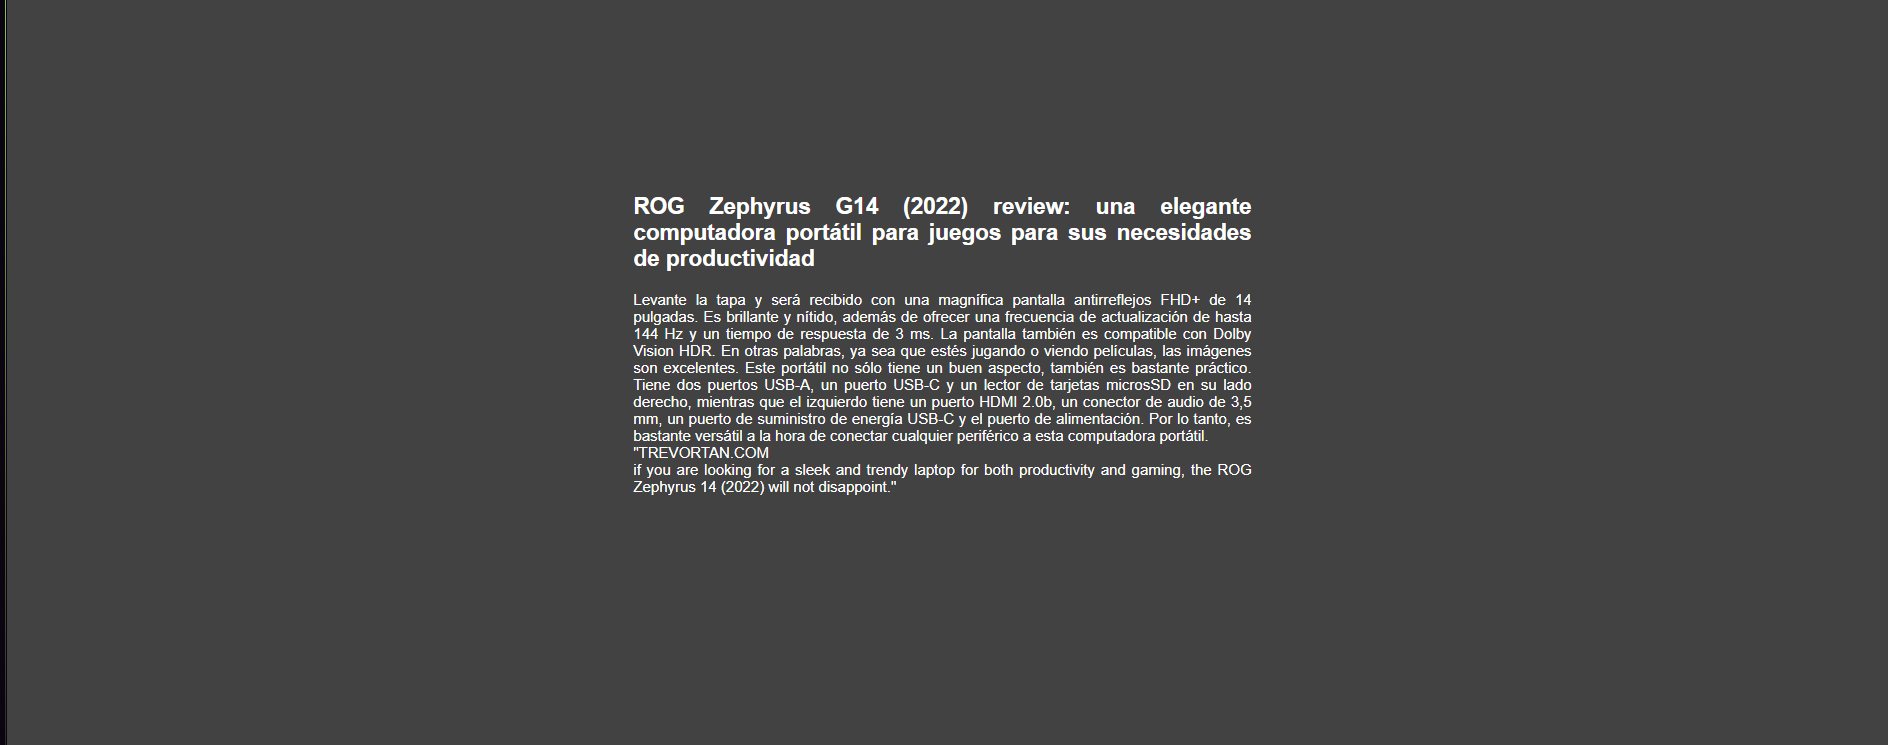 ROG Zephyrus G14 (2022) review: una elegante
computadora portátil para juegos para sus necesidades
de productividad
Levante la tapa y será recibido con una magnífica pantalla antirreflejos FHD+ de 14
pulgadas. Es brillante y nítido, además de ofrecer una frecuencia de actualización de hasta
144 Hz y un tiempo de respuesta de 3 ms. La pantalla también es compatible con Dolby
Vision HDR. En otras palabras, ya sea que estés jugando o viendo películas, las imágenes
son excelentes. Este portátil no sólo tiene un buen aspecto, también es bastante práctico.
Tiene dos puertos USB-A, un puerto USB-C y un lector de tarjetas microsSD en su lado
derecho, mientras que el izquierdo tiene un puerto HDMI 2.0b, un conector de audio de 3,5
mm, un puerto de suministro de energía USB-C y el puerto de alimentación. Por lo tanto, es
bastante versátil a la hora de conectar cualquier periférico a esta computadora portátil.
"TREVORTAN.COM
if you are looking for a sleek and trendy laptop for both productivity and gaming, the ROG
Zephyrus 14 (2022) will not disappoint."